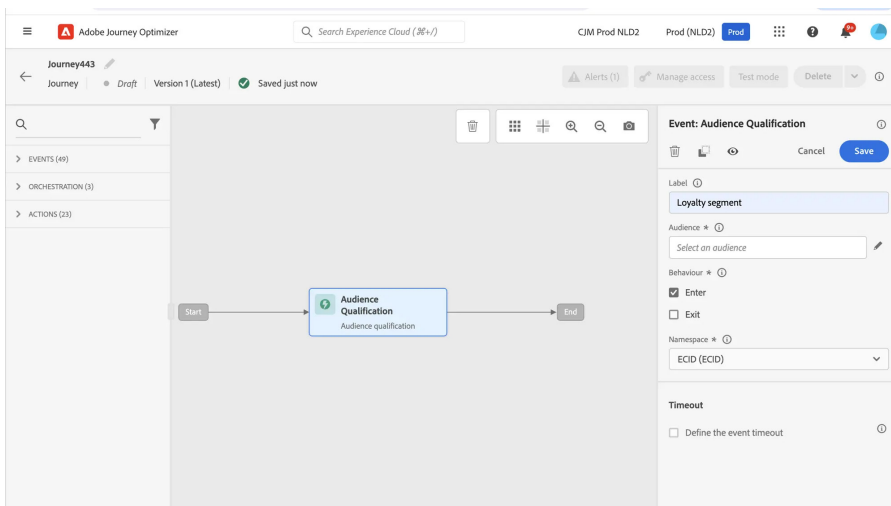 Adobe Journey Optimizer
Search Experience Cloud (⌘+/)
CJM Prod NLD2
Prod (NLD2)
Prod
9+
Journey443
Journey
Draft
Version 1 (Latest)
Saved just now
Alerts (1)
Manage access
Test mode
Delete
EVENTS (49)
ORCHESTRATION (3)
ACTIONS (23)
Start
Audience
Qualification
Audience qualification
End
Event: Audience Qualification
Cancel
Save
Label
Loyalty segment
Audience *
Select an audience
Behaviour *
Enter
Exit
Namespace *
ECID (ECID)
Timeout
Define the event timeout